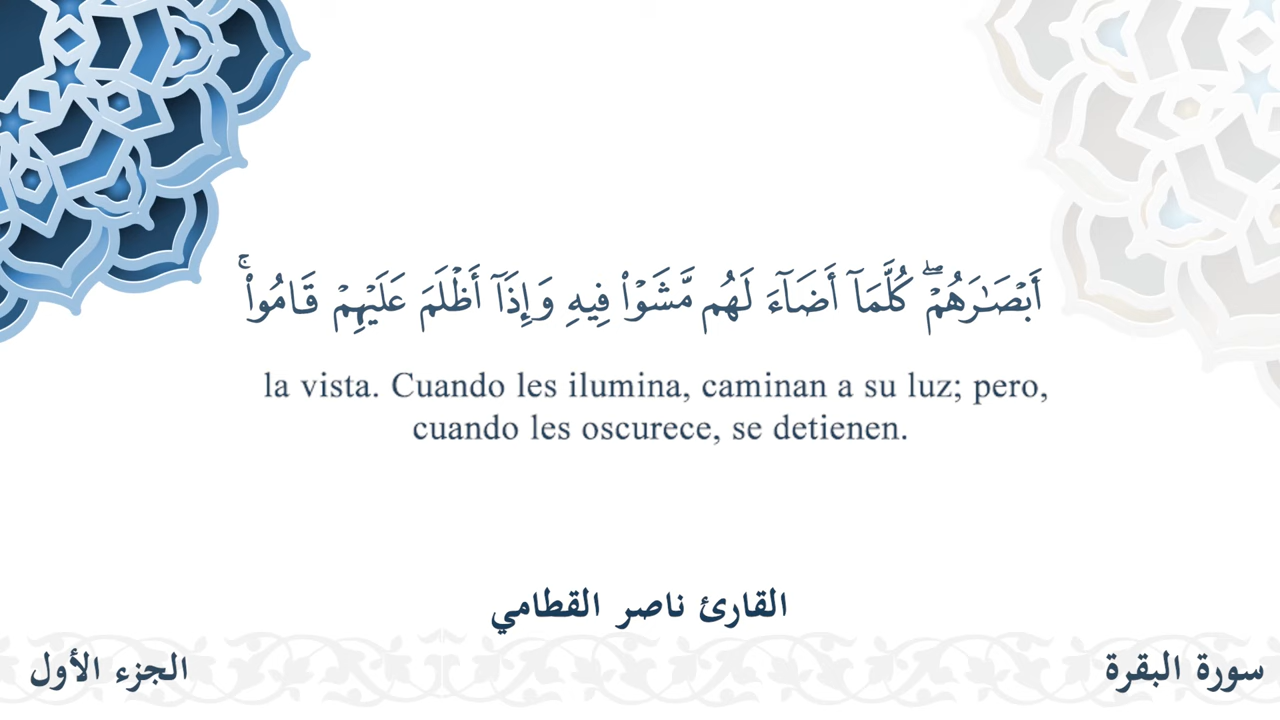 أَبْصَـٰرَهُمْ ۖ كُلَّمَآ أَضَآءَ لَهُم مَّشَوْا۟ فِيهِ وَإِذَآ أَظْلَمَ عَلَيْهِمْ قَامُوا۟ ۚ
la vista. Cuando les ilumina, caminan a su luz; pero,
cuando les oscurece, se detienen.
القارئ ناصر القطامي
سورة البقرة
الجزء الأول